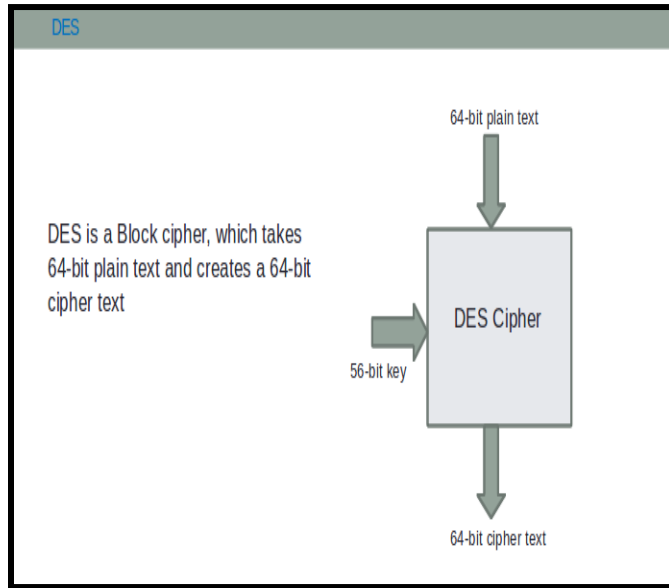 DES
64-bit plain text
DES is a Block cipher, which takes
64-bit plain text and creates a 64-bit
cipher text
DES Cipher
56-bit key
64-bit cipher text